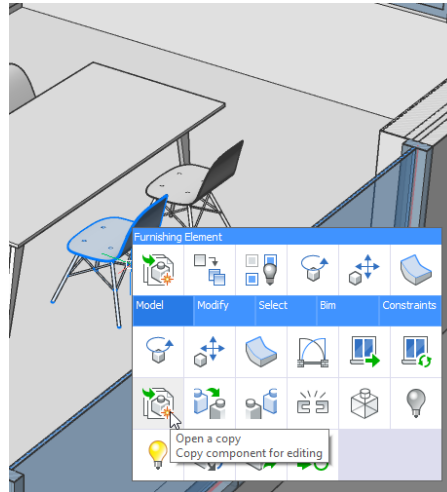 Furnishing Element
Model Modify Select Bim Constraints
Open a copy
Copy component for editing